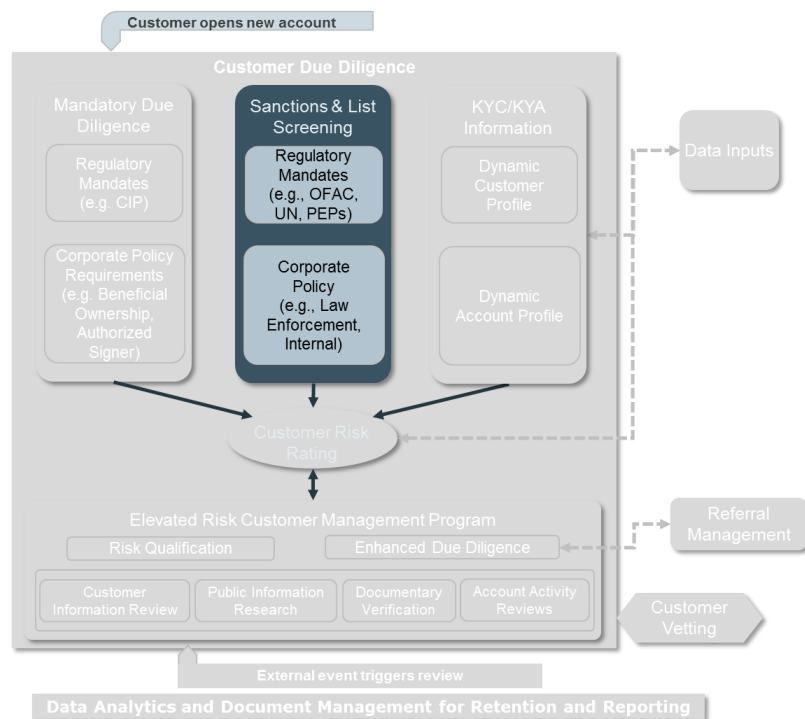 Customer opens new account
Customer Due Diligence
Mandatory Due
Diligence
Regulatory
Mandates
(e.g. CIP)
Corporate Policy
Requirements
(e.g. Beneficial
Ownership,
Authorized
Signer)
Sanctions & List
Screening
Regulatory
Mandates
(e.g., OFAC,
UN, PEPs)
Corporate
Policy
(e.g., Law
Enforcement,
Internal)
KYC/KYA
Information
Dynamic
Customer
Profile
Dynamic
Account Profile
Data Inputs
Customer Risk
Rating
Elevated Risk Customer Management Program
Risk Qualification
Enhanced Due Diligence
Customer
Information Review
Public Information
Research
Documentary
Verification
Account Activity
Reviews
Referral
Management
Customer
Vetting
External event triggers review
Data Analytics and Document Management for Retention and Reporting